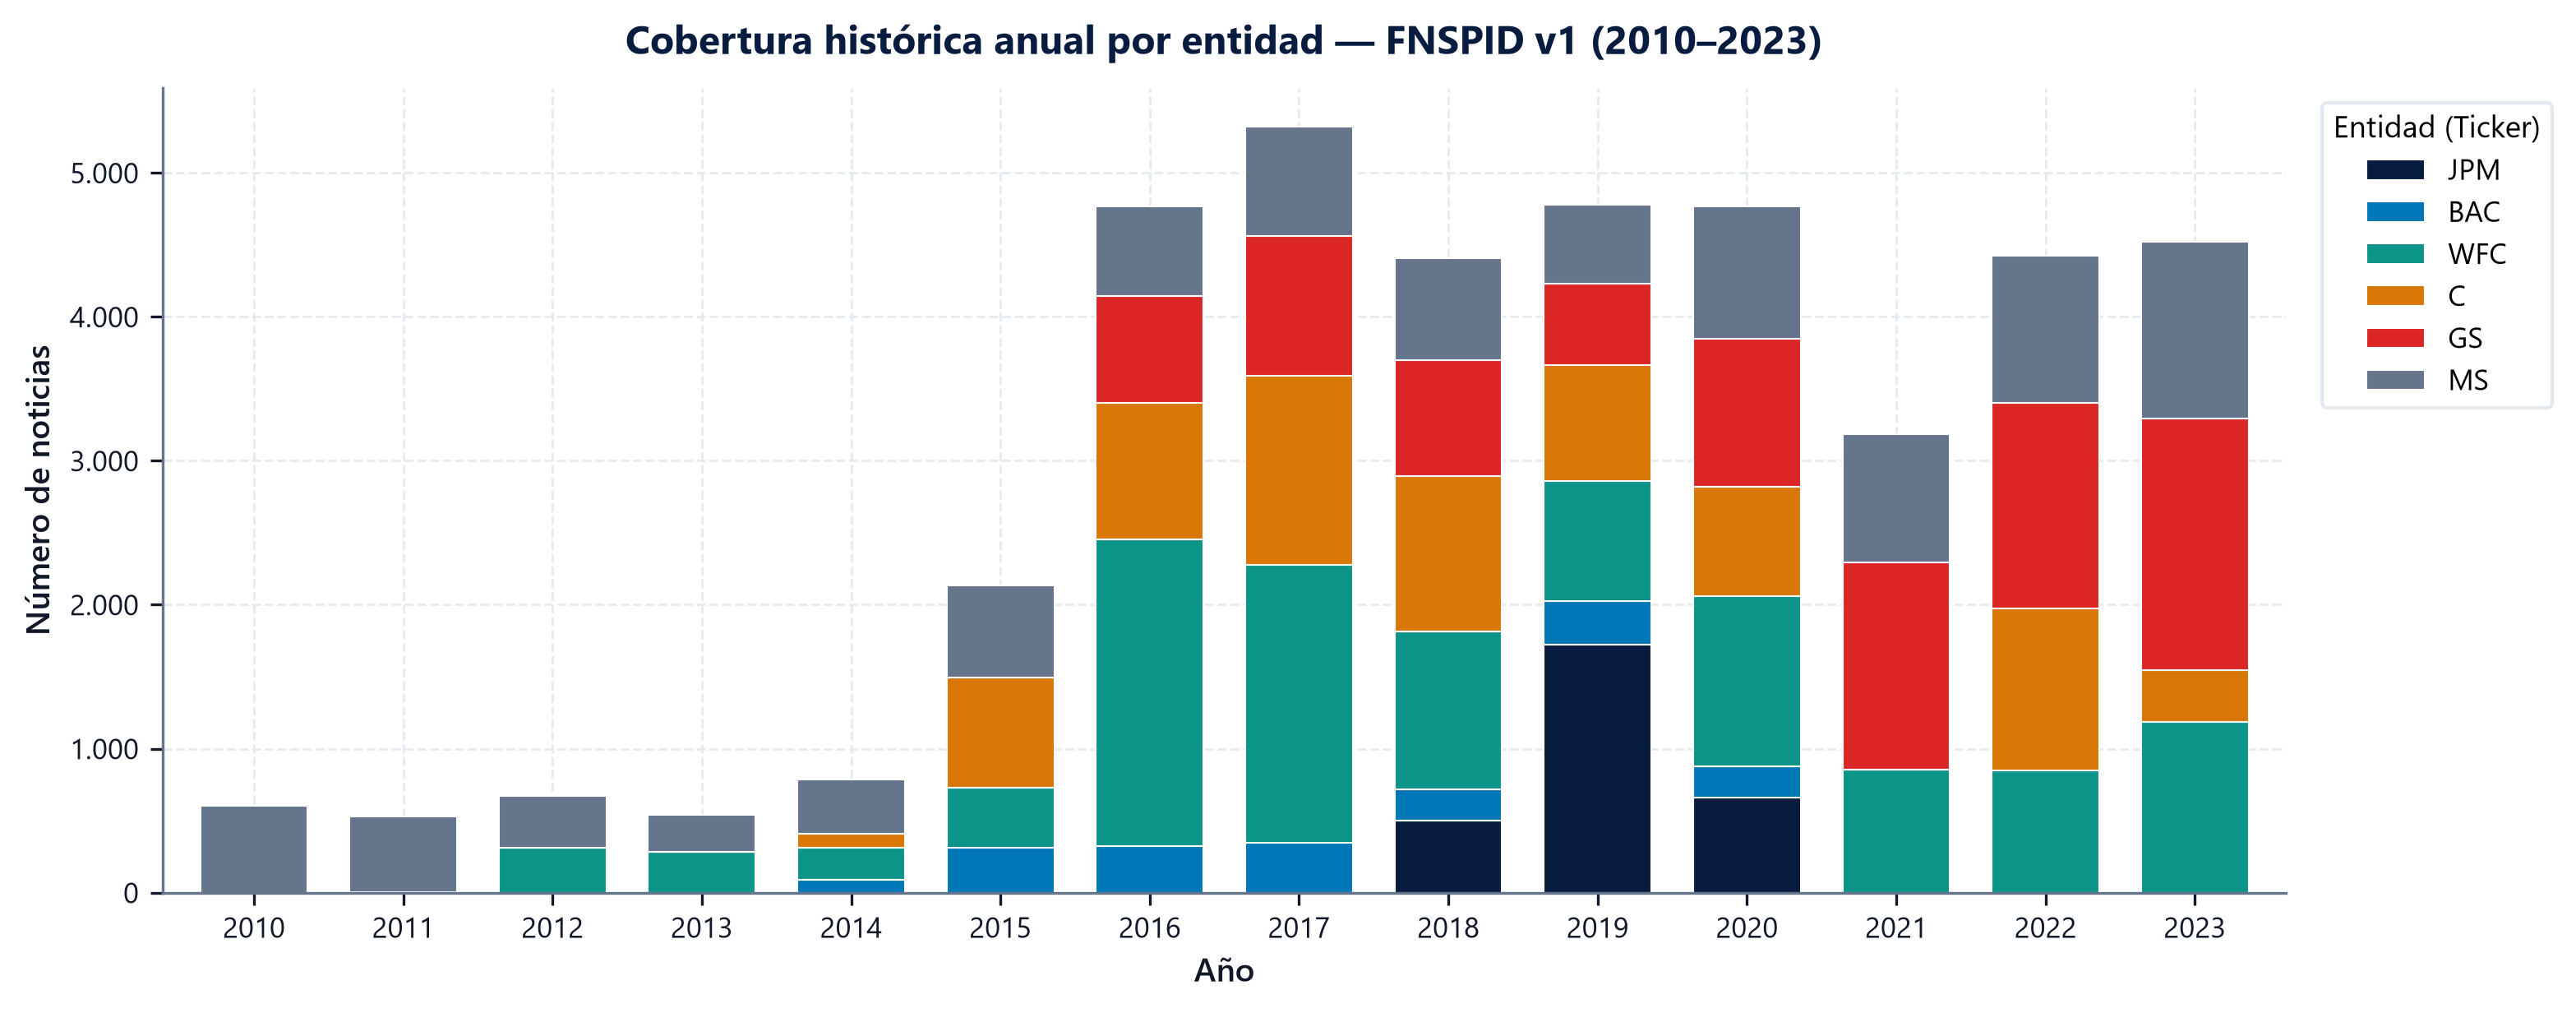 Cobertura histórica anual por entidad — FNSPID v1 (2010–2023)
Entidad (Ticker)
JPM
BAC
WFC
C
GS
MS
Número de noticias
5.000
4.000
3.000
2.000
1.000
0
2010 2011 2012 2013 2014 2015 2016 2017 2018 2019 2020 2021 2022 2023
Año